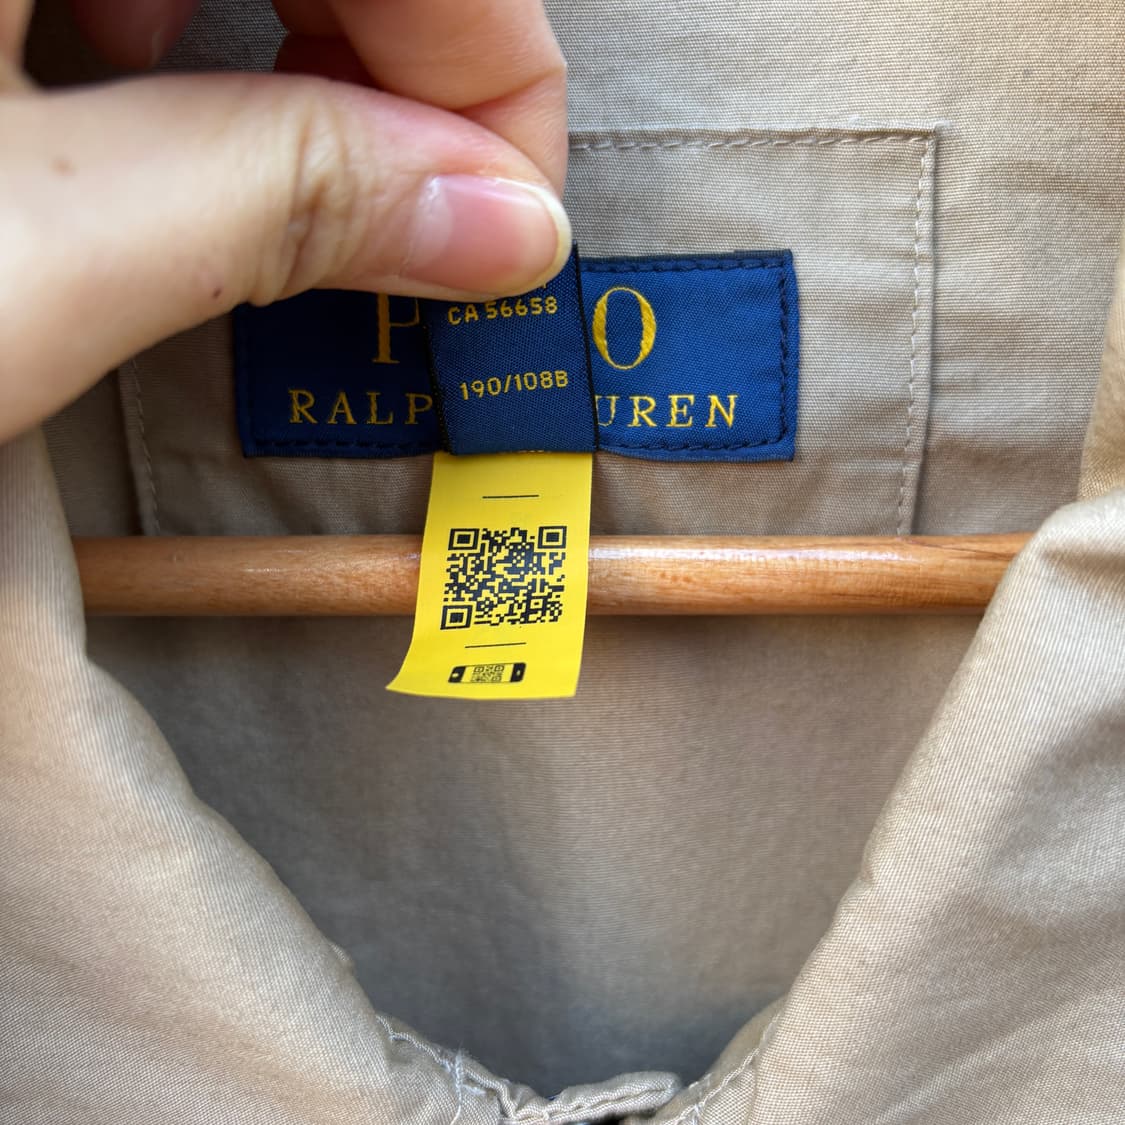 CA 56658
190/108B
P O
RALP UREN